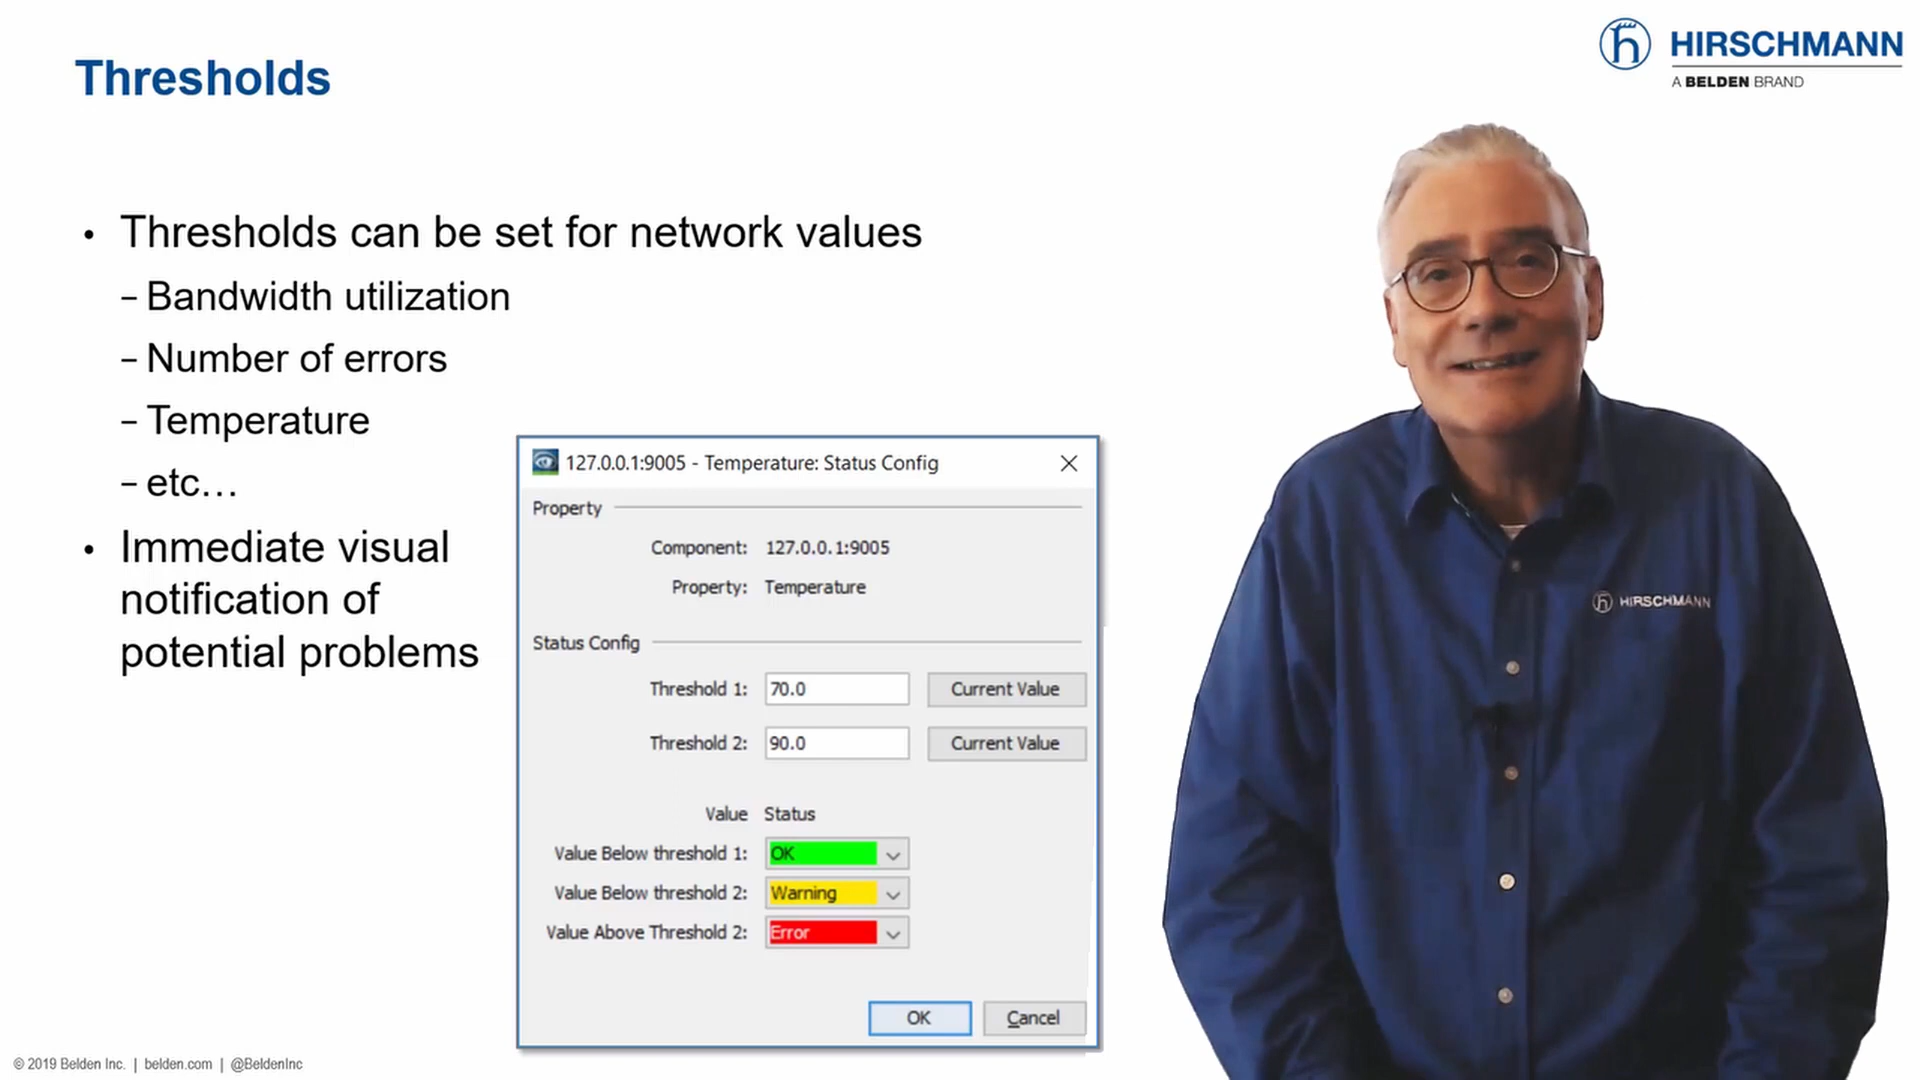 Thresholds
HIRSCHMANN
A BELDEN BRAND
• Thresholds can be set for network values
– Bandwidth utilization
– Number of errors
– Temperature
– etc…
• Immediate visual
notification of
potential problems
127.0.0.1:9005 - Temperature: Status Config
Property
Component: 127.0.0.1:9005
Property: Temperature
Status Config
Threshold 1: 70.0 Current Value
Threshold 2: 90.0 Current Value
Value Status
Value Below threshold 1: OK
Value Below threshold 2: Warning
Value Above Threshold 2: Error
OK Cancel
HIRSCHMANN
© 2019 Belden Inc. | belden.com | @BeldenInc